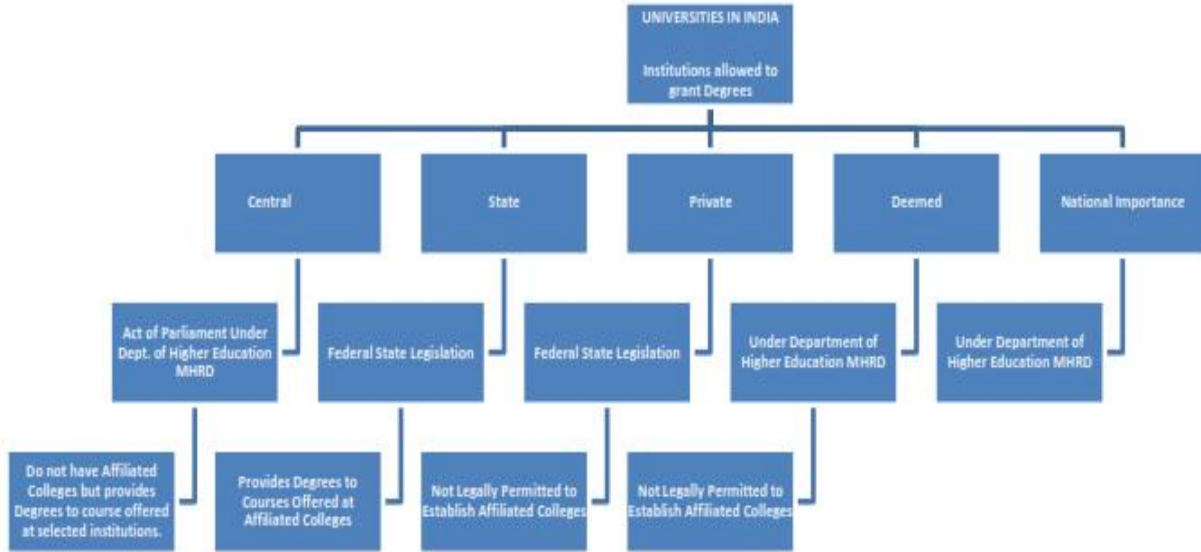 UNIVERSITIES IN INDIA
Institutions allowed to
grant Degrees
Central
State
Private
Deemed
National Importance
Act of Parliament Under
Dept. of Higher Education
MHRD
Federal State Legislation
Federal State Legislation
Under Department of
Higher Education MHRD
Under Department of
Higher Education MHRD
Do not have Affiliated
Colleges but provides
Degrees to course offered
at selected institutions.
Provides Degrees to
Courses Offered at
Affiliated Colleges
Not Legally Permitted to
Establish Affiliated Colleges
Not Legally Permitted to
Establish Affiliated Colleges